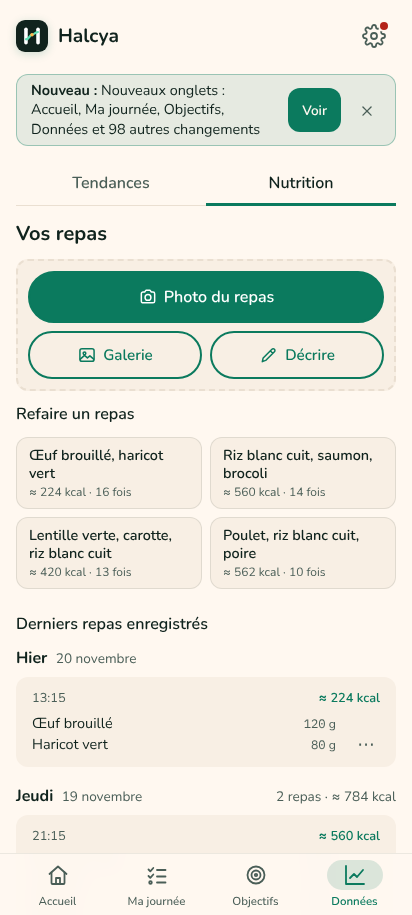 Halcya
Nouveau : Nouveaux onglets :
Accueil, Ma journée, Objectifs,
Données et 98 autres changements
Voir
Tendances
Nutrition
Vos repas
Photo du repas
Galerie
Décrire
Refaire un repas
Œuf brouillé, haricot
vert
≈ 224 kcal · 16 fois
Riz blanc cuit, saumon,
brocoli
≈ 560 kcal · 14 fois
Lentille verte, carotte,
riz blanc cuit
≈ 420 kcal · 13 fois
Poulet, riz blanc cuit,
poire
≈ 562 kcal · 10 fois
Derniers repas enregistrés
Hier 20 novembre
13:15 ≈ 224 kcal
Œuf brouillé 120 g
Haricot vert 80 g
Jeudi 19 novembre 2 repas · ≈ 784 kcal
21:15 ≈ 560 kcal
Accueil
Ma journée
Objectifs
Données